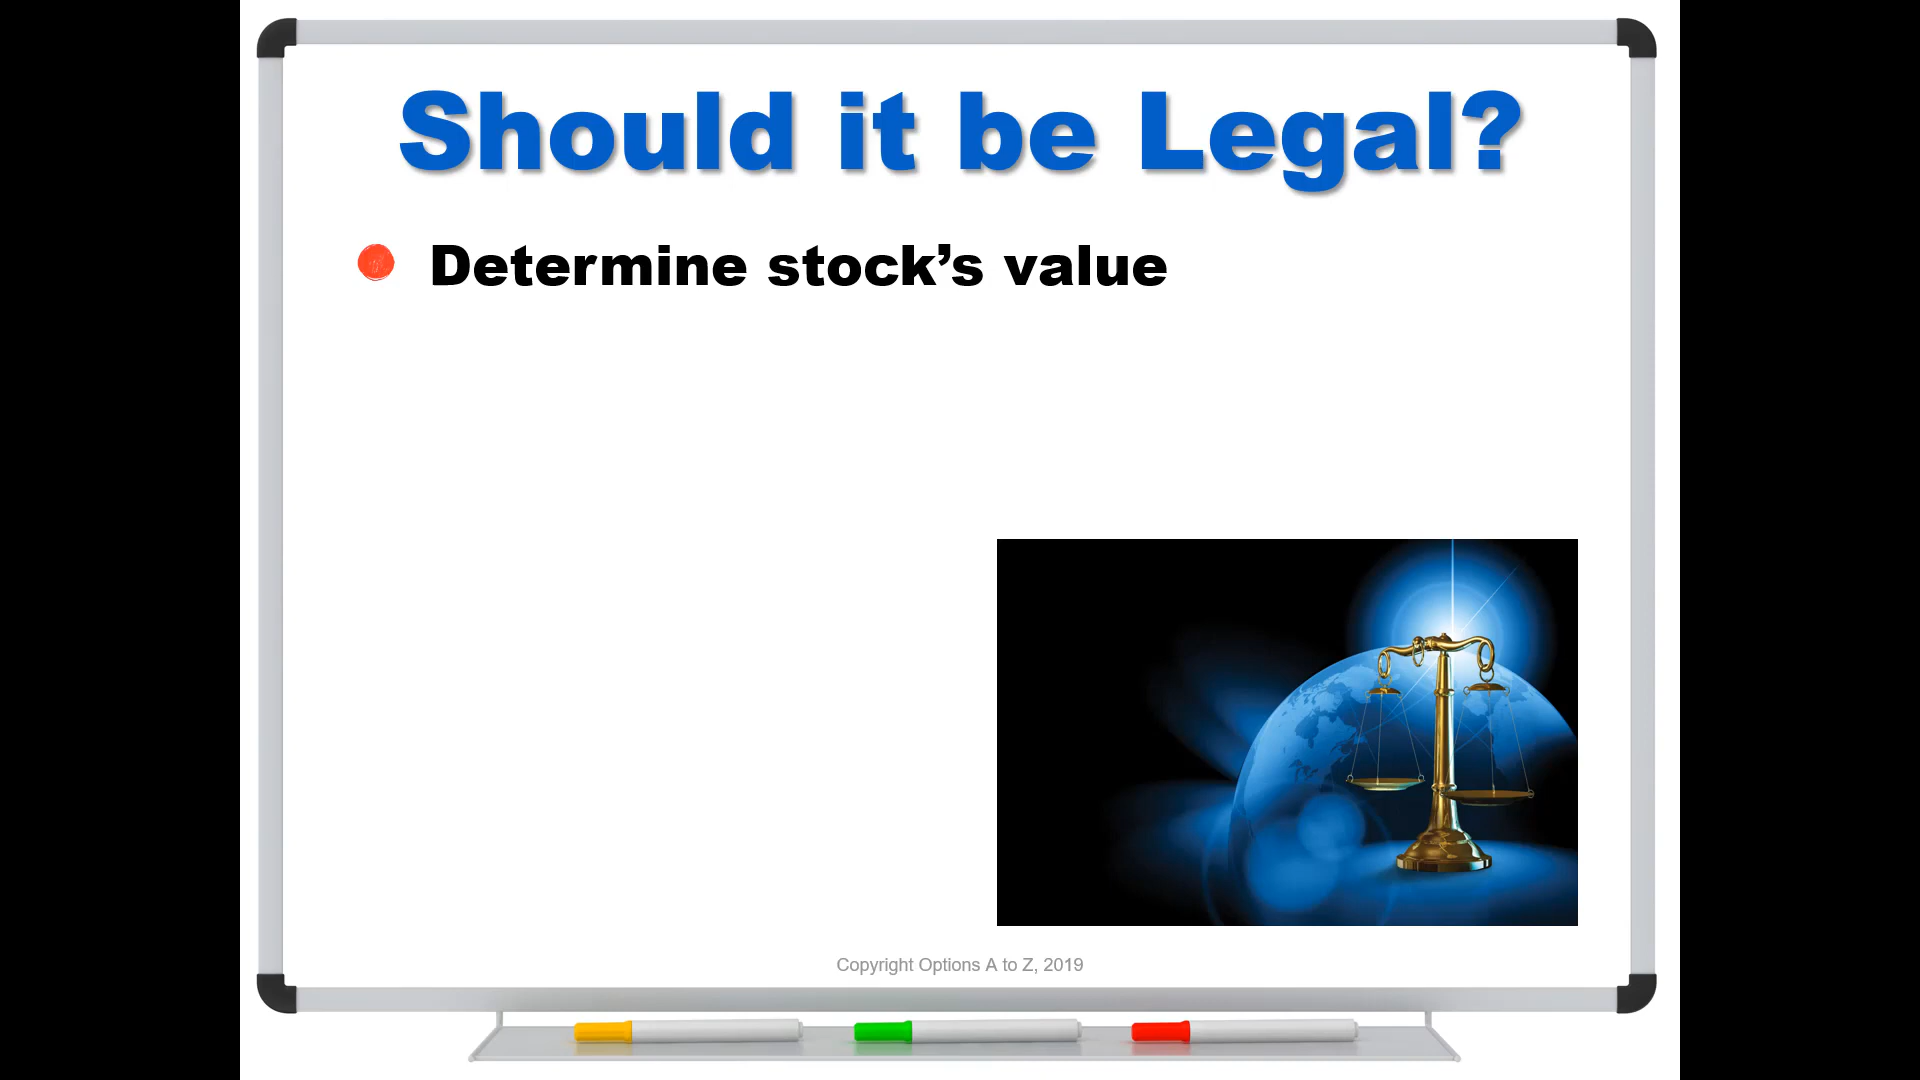 Should it be Legal?
Determine stock’s value
Copyright Options A to Z, 2019